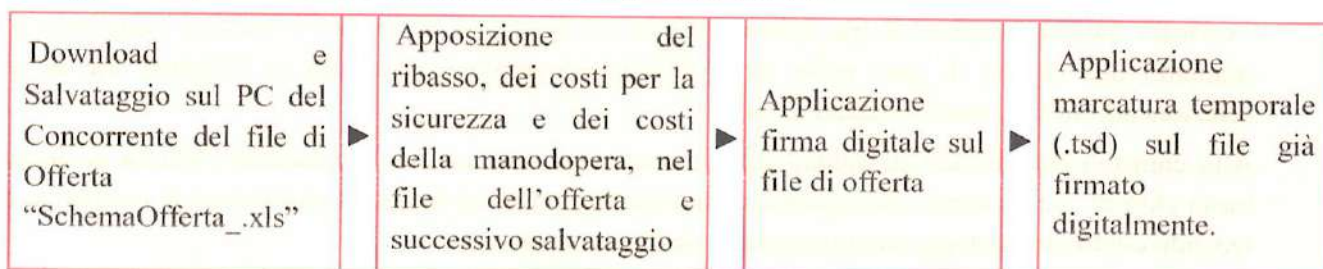 Download e
Salvataggio sul PC del
Concorrente del file di
Offerta
“SchemaOfferta_.xls”
Apposizione del
ribasso, dei costi per la
sicurezza e dei costi
della manodopera, nel
file dell’offerta e
successivo salvataggio
Applicazione
firma digitale sul
file di offerta
Applicazione
marcatura temporale
(.tsd) sul file già
firmato
digitalmente.